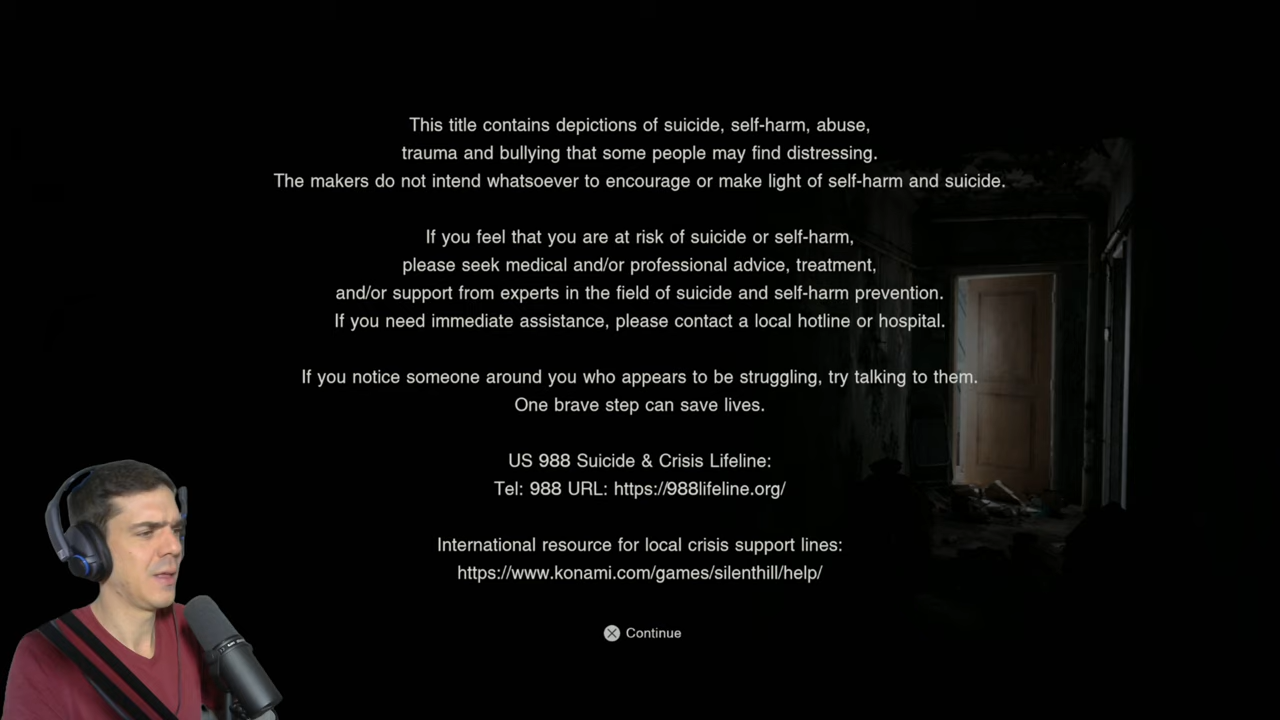 This title contains depictions of suicide, self-harm, abuse,
trauma and bullying that some people may find distressing.
The makers do not intend whatsoever to encourage or make light of self-harm and suicide.
If you feel that you are at risk of suicide or self-harm,
please seek medical and/or professional advice, treatment,
and/or support from experts in the field of suicide and self-harm prevention.
If you need immediate assistance, please contact a local hotline or hospital.
If you notice someone around you who appears to be struggling, try talking to them.
One brave step can save lives.
US 988 Suicide & Crisis Lifeline:
Tel: 988 URL: https://988lifeline.org/
International resource for local crisis support lines:
https://www.konami.com/games/silenthill/help/
Continue